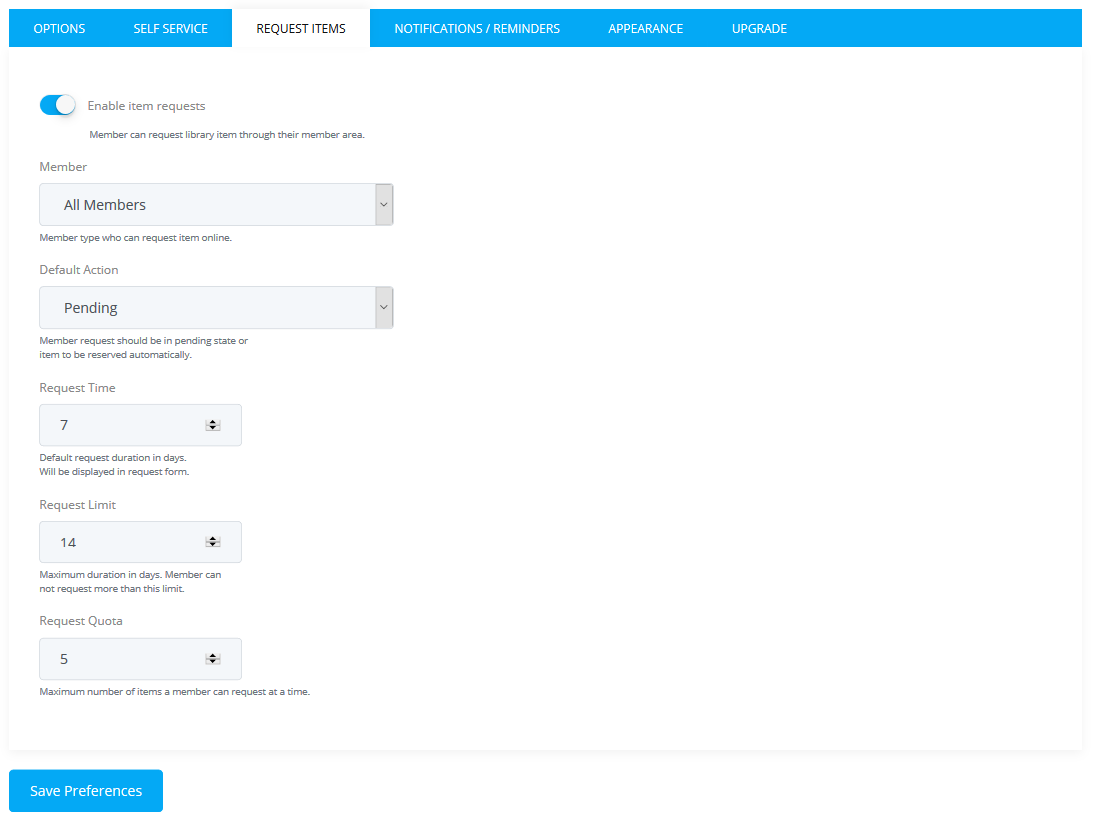 OPTIONS SELF SERVICE REQUEST ITEMS NOTIFICATIONS / REMINDERS APPEARANCE UPGRADE
Enable item requests
Member can request library item through their member area.
Member
All Members
Member type who can request item online.
Default Action
Pending
Member request should be in pending state or
item to be reserved automatically.
Request Time
7
Default request duration in days.
Will be displayed in request form.
Request Limit
14
Maximum duration in days. Member can
not request more than this limit.
Request Quota
5
Maximum number of items a member can request at a time.
Save Preferences